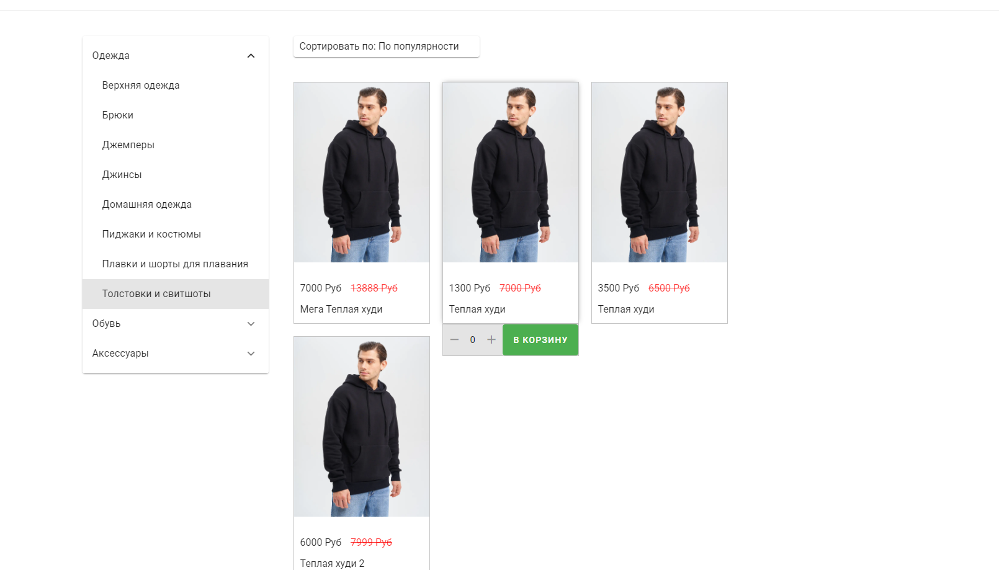 Одежда
Верхняя одежда
Брюки
Джемперы
Джинсы
Домашняя одежда
Пиджаки и костюмы
Плавки и шорты для плавания
Толстовки и свитшоты
Обувь
Аксессуары
Сортировать по: По популярности
7000 Руб 13888 Руб
Мега Теплая худи
1300 Руб 7000 Руб
Теплая худи
0 В КОРЗИНУ
3500 Руб 6500 Руб
Теплая худи
6000 Руб 7999 Руб
Теплая худи 2